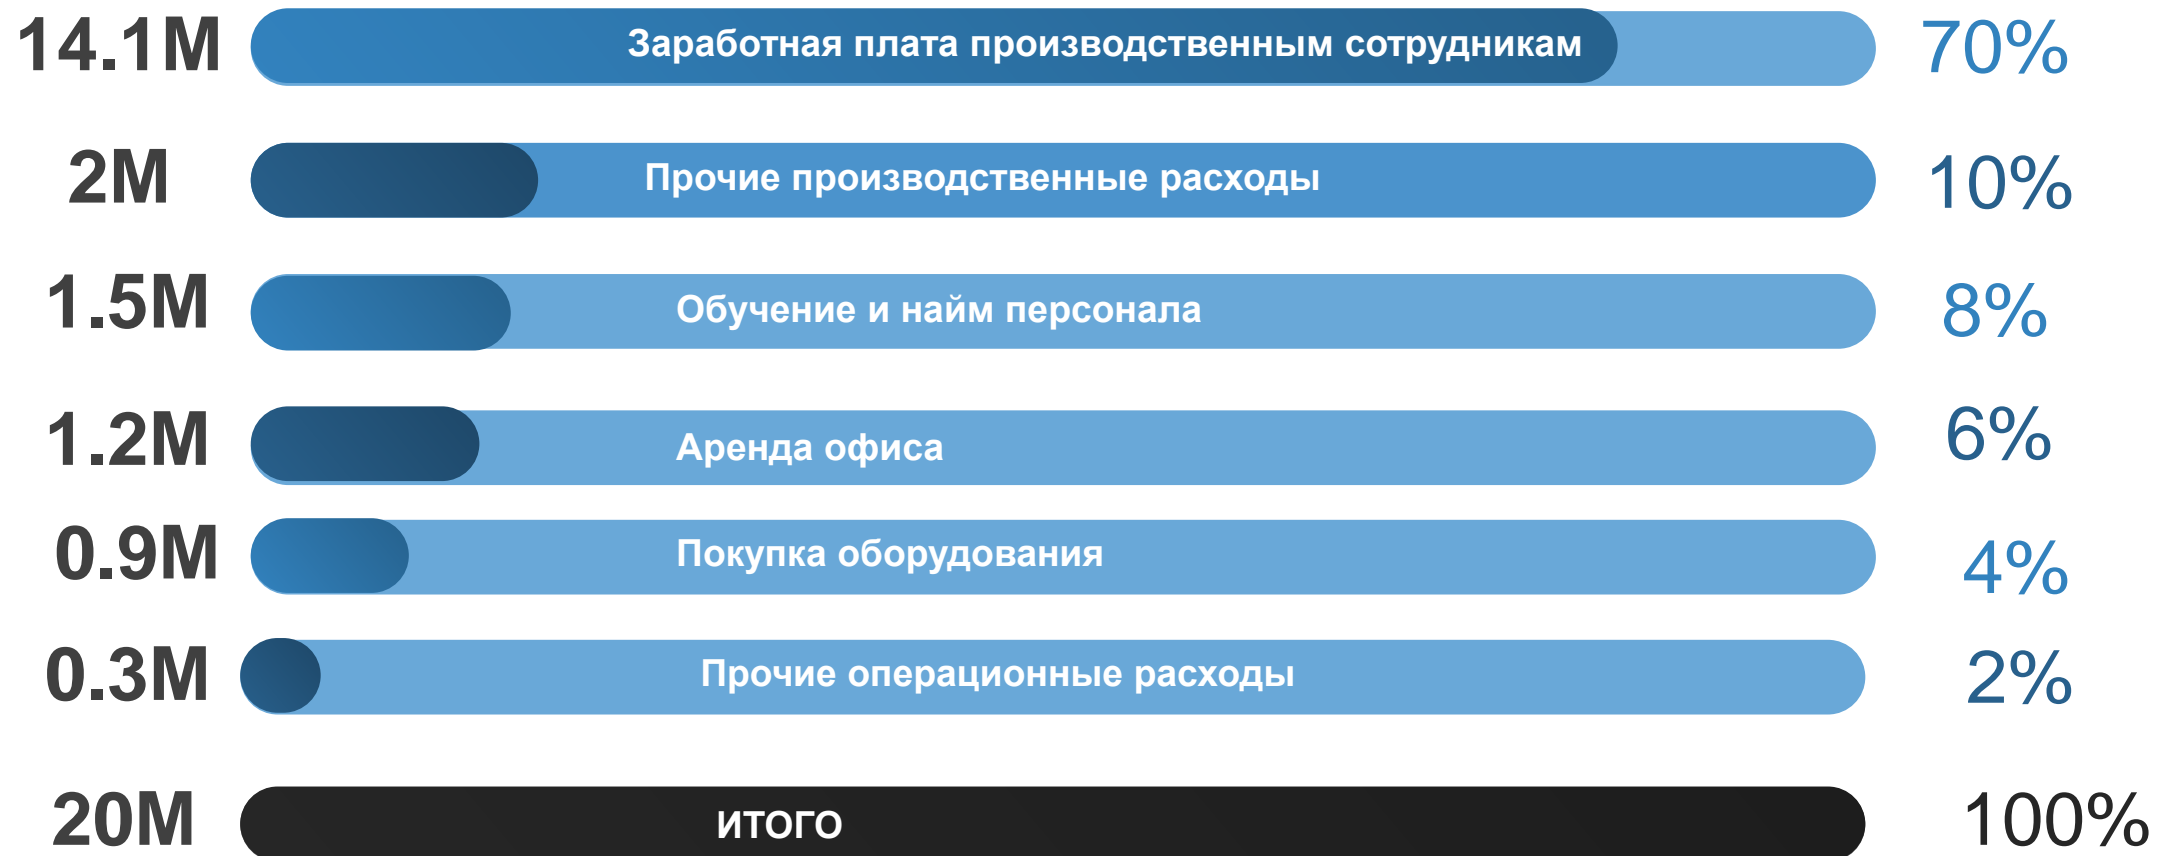 14.1M Заработная плата производственным сотрудникам 70%
2M Прочие производственные расходы 10%
1.5M Обучение и найм персонала 8%
1.2M Аренда офиса 6%
0.9M Покупка оборудования 4%
0.3M Прочие операционные расходы 2%
20M ИТОГО 100%